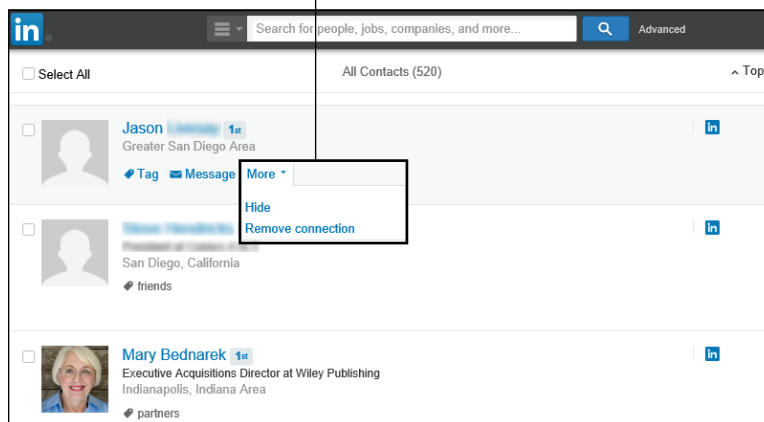 in
Search for people, jobs, companies, and more...
Advanced
Select All
All Contacts (520)
Top
Jason 1st
in
Greater San Diego Area
Tag Message More
Hide
Remove connection
in
San Diego, California
friends
Mary Bednarek 1st
in
Executive Acquisitions Director at Wiley Publishing
Indianapolis, Indiana Area
partners